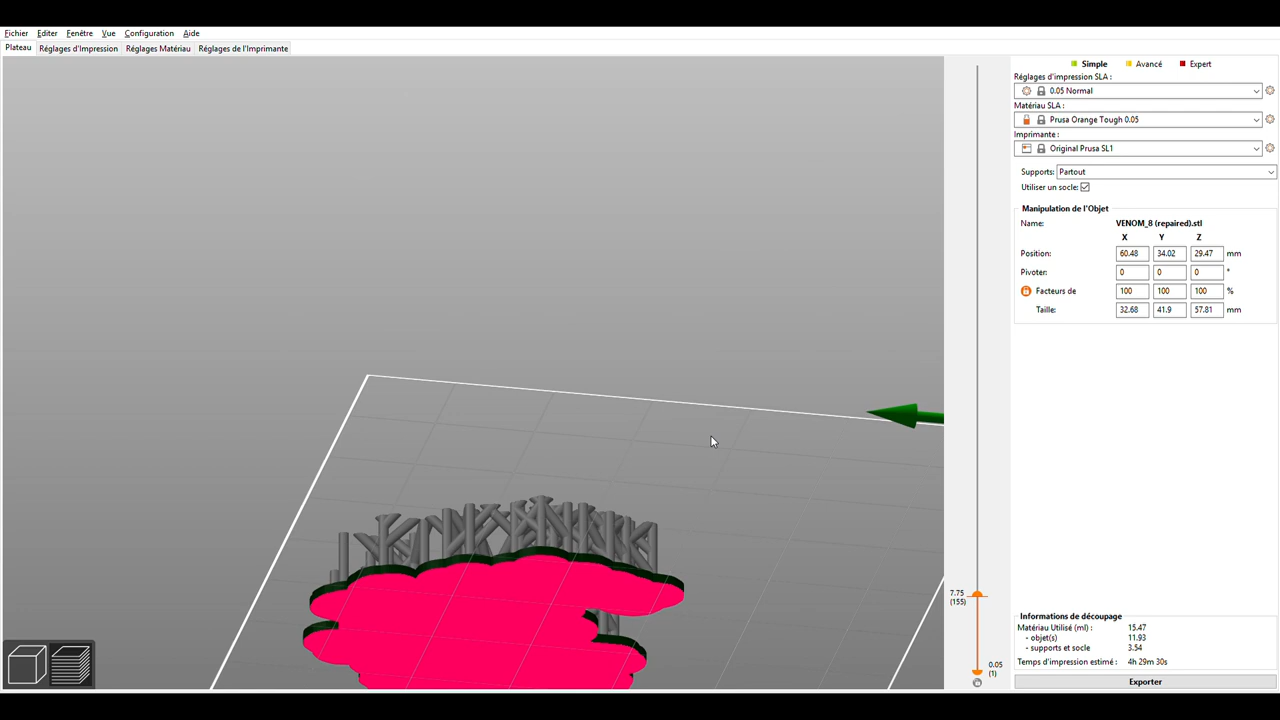 Fichier Editer Fenêtre Vue Configuration Aide
Plateau Réglages d'Impression Réglages Matériau Réglages de l'Imprimante
Simple Avancé Expert
Réglages d'impression SLA :
0.05 Normal
Matériau SLA :
Prusa Orange Tough 0.05
Imprimante :
Original Prusa SL1
Supports: Partout
Utiliser un socle:
Manipulation de l'Objet
Name: VENOM_8 (repaired).stl
X Y Z
Position: 60.48 34.02 29.47 mm
Pivoter: 0 0 0 °
Facteurs de 100 100 100 %
Taille: 32.68 41.9 57.81 mm
7.75
(155)
0.05
(1)
Informations de découpage
Matériau Utilisé (ml) : 15.47
- objet(s) 11.93
- supports et socle 3.54
Temps d'impression estimé : 4h 29m 30s
Exporter